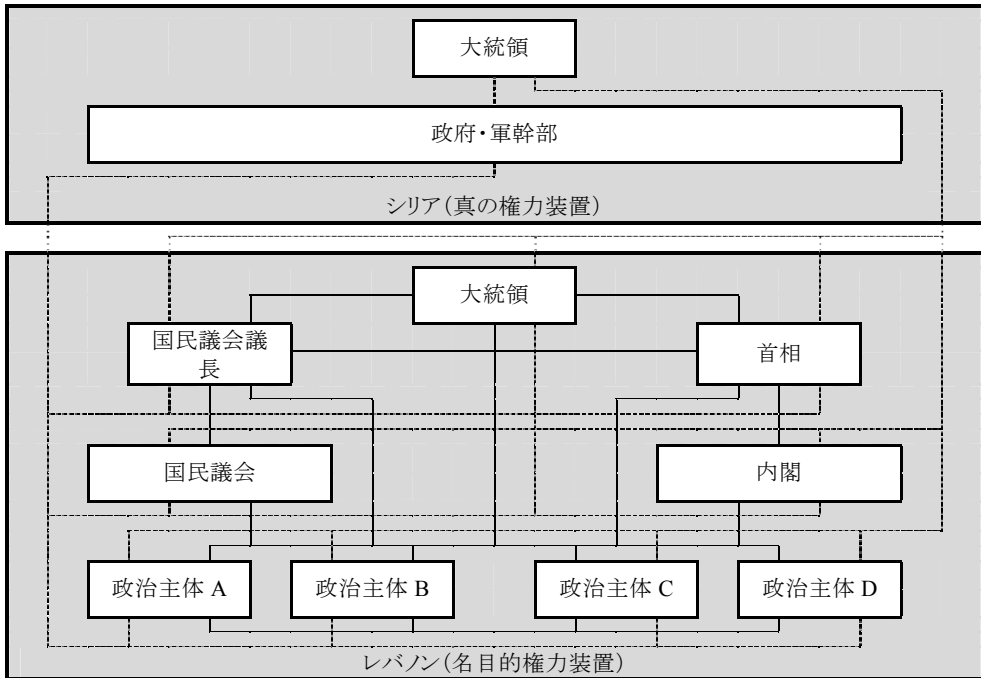 大統領
政府・軍幹部
シリア(真の権力装置)
大統領
国民議会議
長
首相
国民議会
内閣
政治主体 A
政治主体 B
政治主体 C
政治主体 D
レバノン(名目的権力装置)